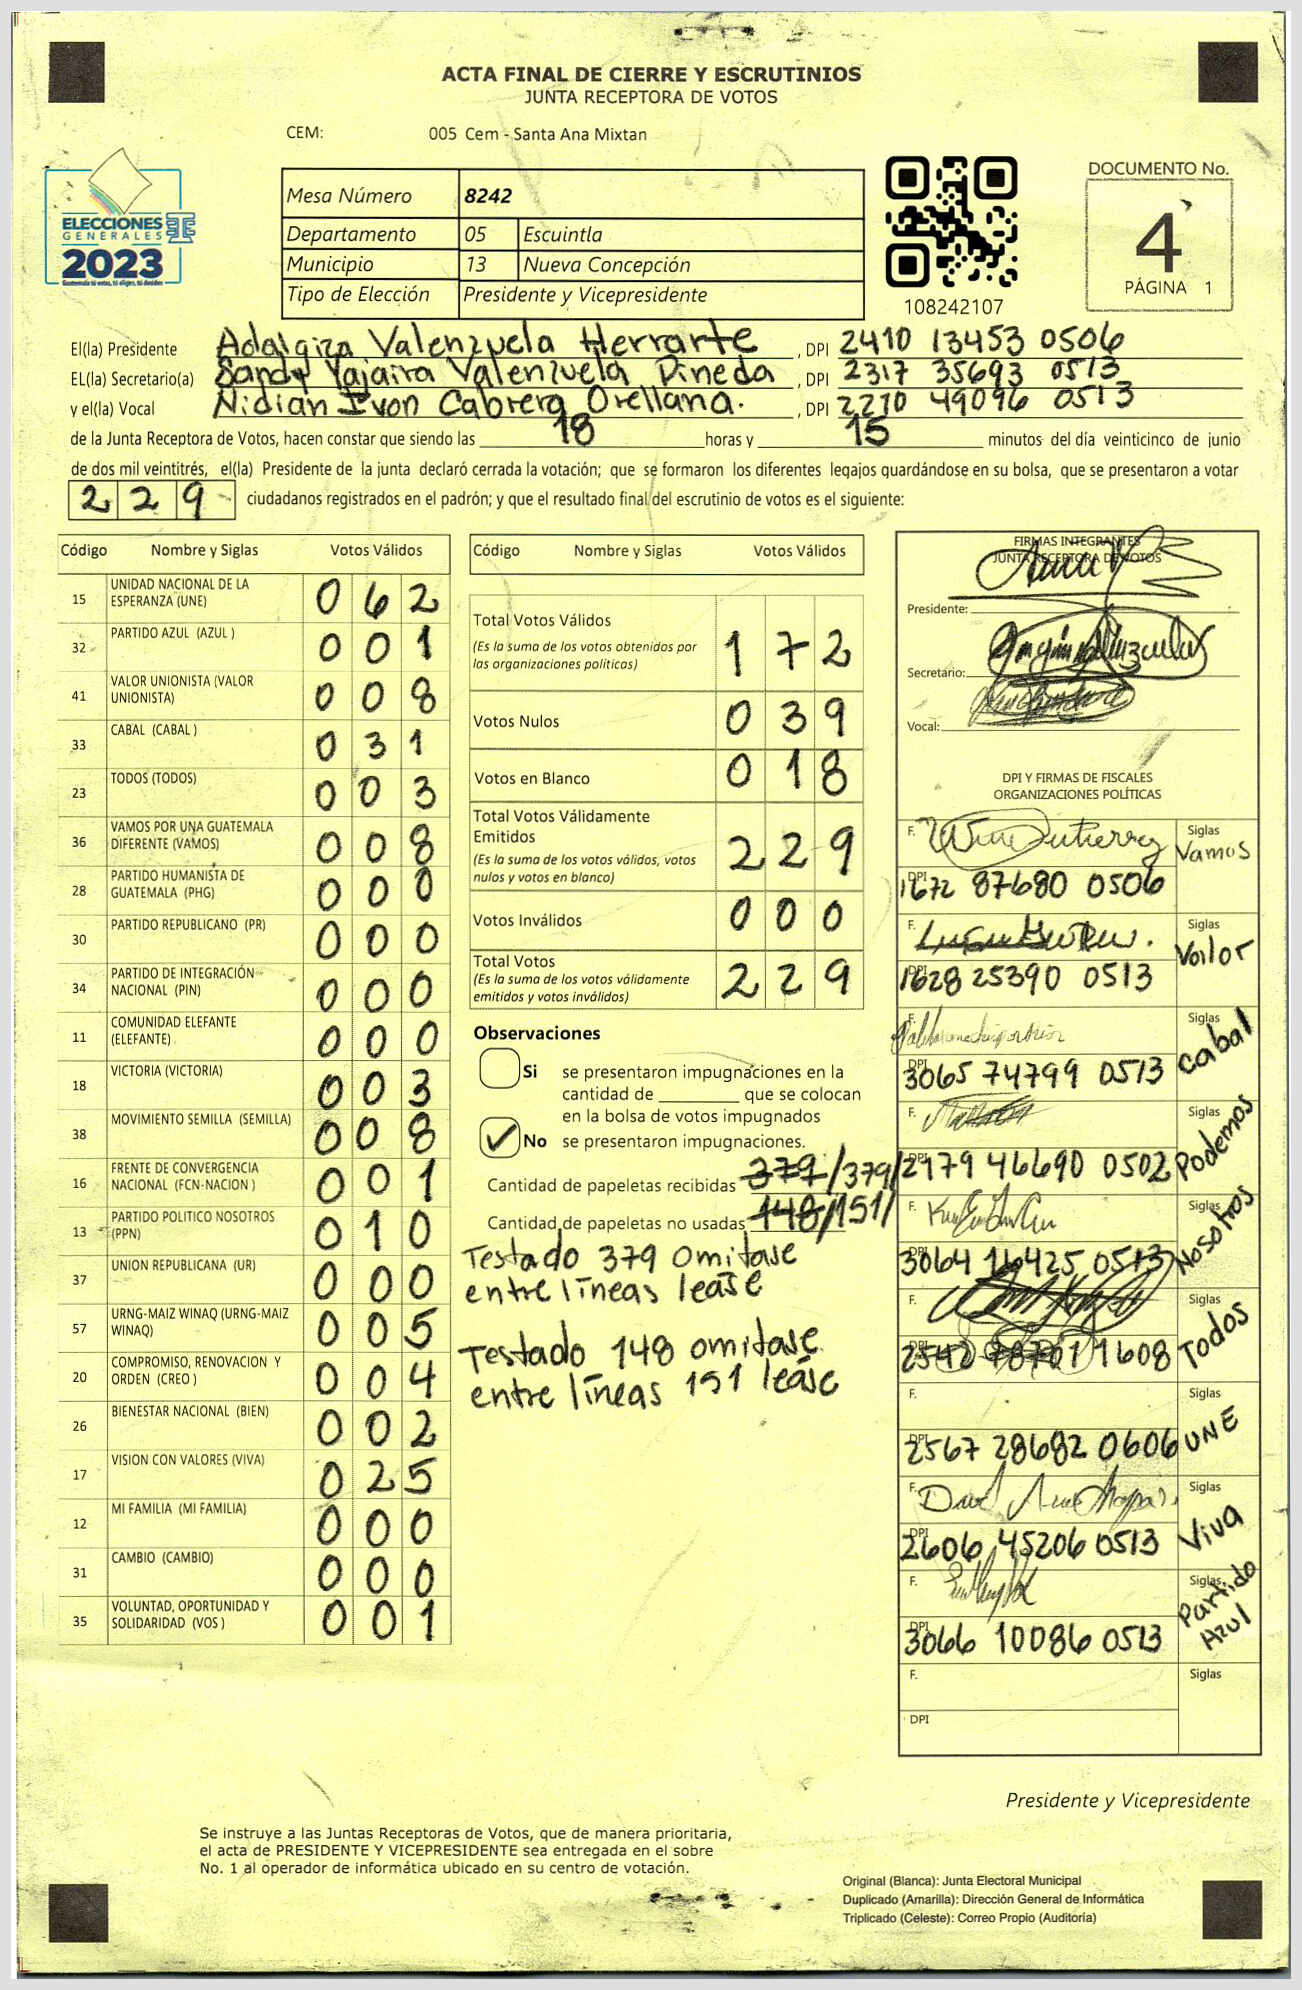 ACTA FINAL DE CIERRE Y ESCRUTINIOS
JUNTA RECEPTORA DE VOTOS
CEM: 005 Cem - Santa Ana Mixtan
ELECCIONES
GENERALES
2023
Mesa Número 8242
Departamento 05 Escuintla
Municipio 13 Nueva Concepción
Tipo de Elección Presidente y Vicepresidente
108242107
DOCUMENTO No.
4
PÁGINA 1
El(la) Presidente Adalgiza Valenzuela Herrarte , DPI 2410 13453 0506
EL(la) Secretario(a) Sandy Yajaira Valenzuela Pineda , DPI 2317 35693 0513
y el(la) Vocal Nidian Ivon Cabrera Orellana. , DPI 2270 49096 0513
de la Junta Receptora de Votos, hacen constar que siendo las 18 horas y 15 minutos del día veinticinco de junio
de dos mil veintitrés, el(la) Presidente de la junta declaró cerrada la votación; que se formaron los diferentes legajos guardándose en su bolsa, que se presentaron a votar
229 ciudadanos registrados en el padrón; y que el resultado final del escrutinio de votos es el siguiente:
Código Nombre y Siglas Votos Válidos
15 UNIDAD NACIONAL DE LA ESPERANZA (UNE) 062
32 PARTIDO AZUL (AZUL ) 001
41 VALOR UNIONISTA (VALOR UNIONISTA) 008
33 CABAL (CABAL ) 031
23 TODOS (TODOS) 003
36 VAMOS POR UNA GUATEMALA DIFERENTE (VAMOS) 008
28 PARTIDO HUMANISTA DE GUATEMALA (PHG) 000
30 PARTIDO REPUBLICANO (PR) 000
34 PARTIDO DE INTEGRACIÓN NACIONAL (PIN) 000
11 COMUNIDAD ELEFANTE (ELEFANTE) 000
18 VICTORIA (VICTORIA) 003
38 MOVIMIENTO SEMILLA (SEMILLA) 008
16 FRENTE DE CONVERGENCIA NACIONAL (FCN-NACION ) 001
13 PARTIDO POLITICO NOSOTROS (PPN) 010
37 UNION REPUBLICANA (UR) 000
57 URNG-MAIZ WINAQ (URNG-MAIZ WINAQ) 005
20 COMPROMISO, RENOVACION Y ORDEN (CREO ) 004
26 BIENESTAR NACIONAL (BIEN) 002
17 VISION CON VALORES (VIVA) 025
12 MI FAMILIA (MI FAMILIA) 000
31 CAMBIO (CAMBIO) 000
35 VOLUNTAD, OPORTUNIDAD Y SOLIDARIDAD (VOS ) 001
Código Nombre y Siglas Votos Válidos
Total Votos Válidos 172
(Es la suma de los votos obtenidos por
las organizaciones políticas)
Votos Nulos 039
Votos en Blanco 018
Total Votos Válidamente
Emitidos 229
(Es la suma de los votos válidos, votos
nulos y votos en blanco)
Votos Inválidos 000
Total Votos 229
(Es la suma de los votos válidamente
emitidos y votos inválidos)
Observaciones
Si se presentaron impugnaciones en la
cantidad de ________ que se colocan
en la bolsa de votos impugnados
No se presentaron impugnaciones.
Cantidad de papeletas recibidas 379/379/
Cantidad de papeletas no usadas 148/151/
Testado 379 omitase
entre líneas lease
Testado 148 omitase
entre líneas 151 lease
FIRMAS INTEGRANTES
JUNTA RECEPTORA DE VOTOS
Presidente:
Secretario:
Vocal:
DPI Y FIRMAS DE FISCALES
ORGANIZACIONES POLÍTICAS
F. Siglas Vamos
DPI 1672 87680 0506
F. Siglas Valor
DPI 1628 25390 0513
F. Siglas Cabal
DPI 3065 74799 0513
F. Siglas Podemos
DPI 2179 46690 0502
F. Siglas Nosotros
DPI 3064 16425 0513
F. Siglas Todos
DPI 2542 1608
F. Siglas UNE
DPI 2567 28682 0606
F. Siglas Viva
DPI 2606 45206 0513
F. Siglas Partido Azul
DPI 3066 10086 0513
F. Siglas
DPI
Presidente y Vicepresidente
Se instruye a las Juntas Receptoras de Votos, que de manera prioritaria,
el acta de PRESIDENTE Y VICEPRESIDENTE sea entregada en el sobre
No. 1 al operador de informática ubicado en su centro de votación.
Original (Blanca): Junta Electoral Municipal
Duplicado (Amarilla): Dirección General de Informática
Triplicado (Celeste): Correo Propio (Auditoría)